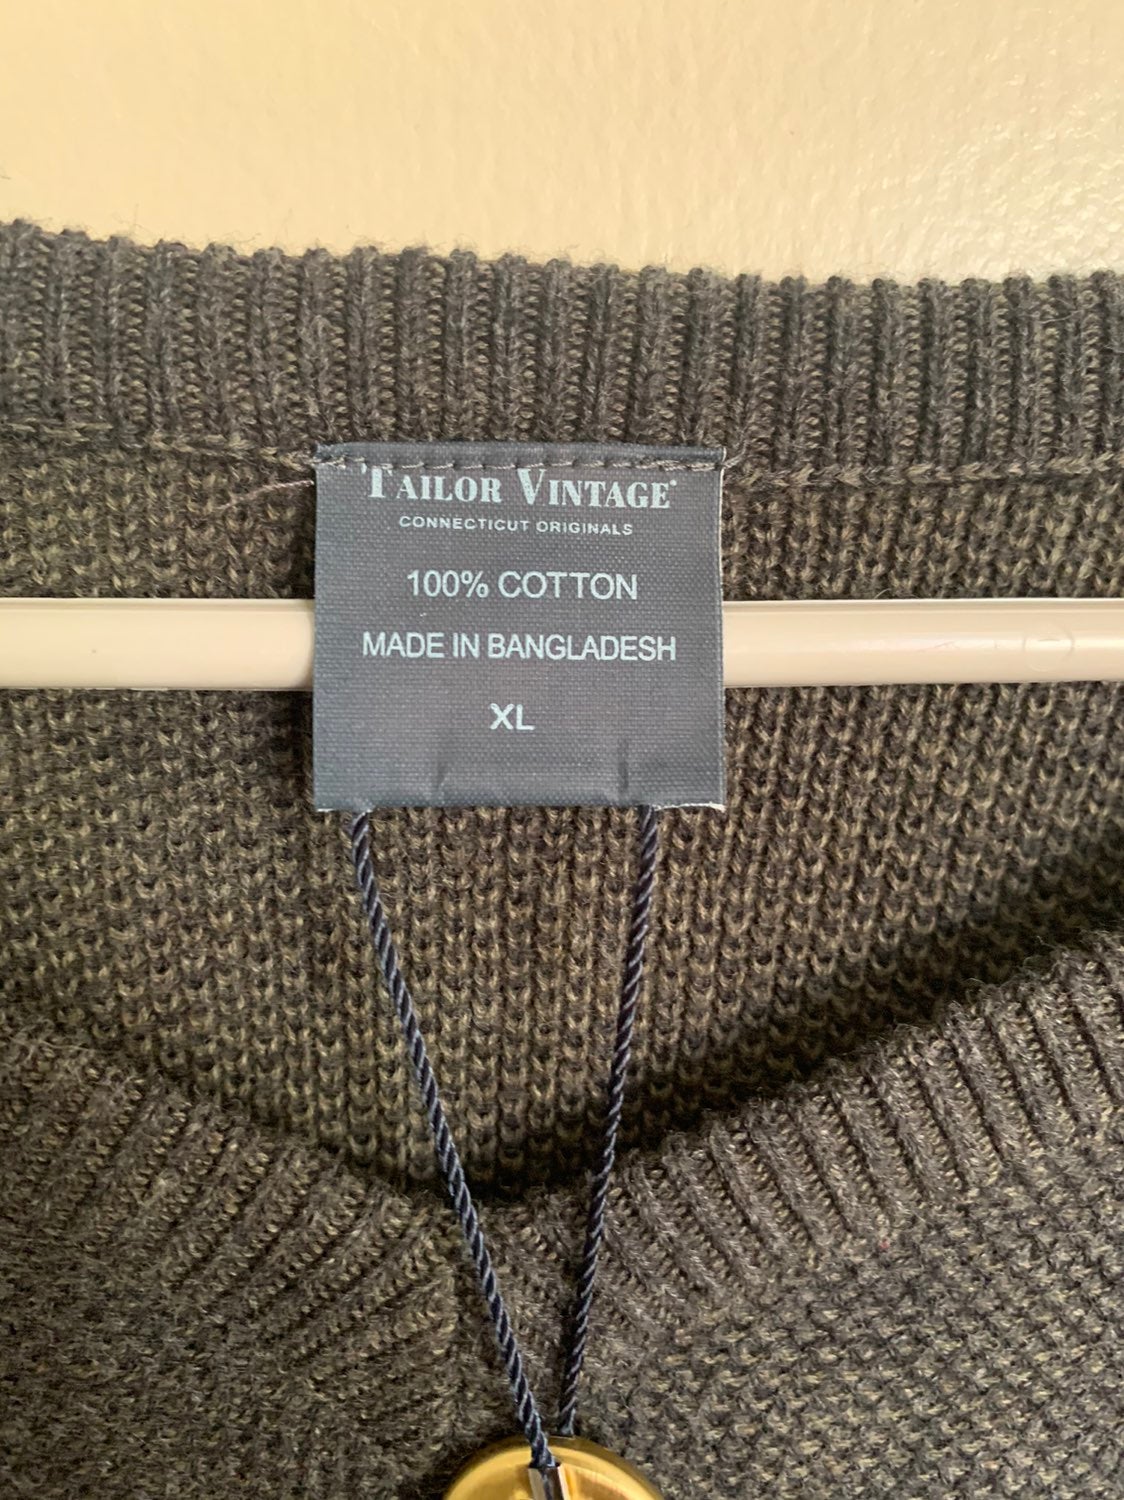 TAILOR VINTAGE®
CONNECTICUT ORIGINALS
100% COTTON
MADE IN BANGLADESH
XL